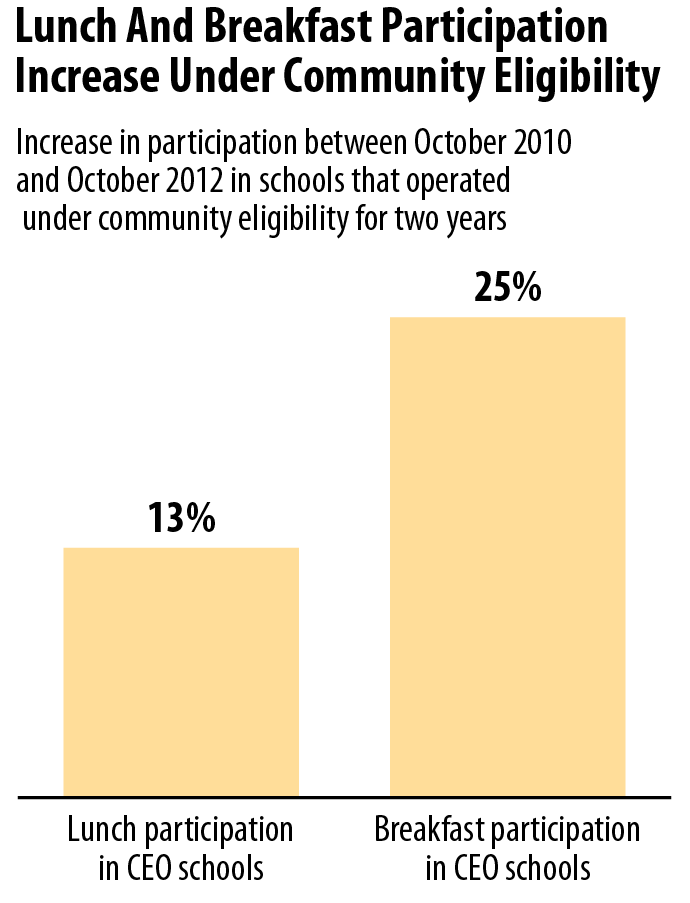 Lunch And Breakfast Participation
Increase Under Community Eligibility
Increase in participation between October 2010
and October 2012 in schools that operated
under community eligibility for two years
25%
13%
Lunch participation
in CEO schools
Breakfast participation
in CEO schools